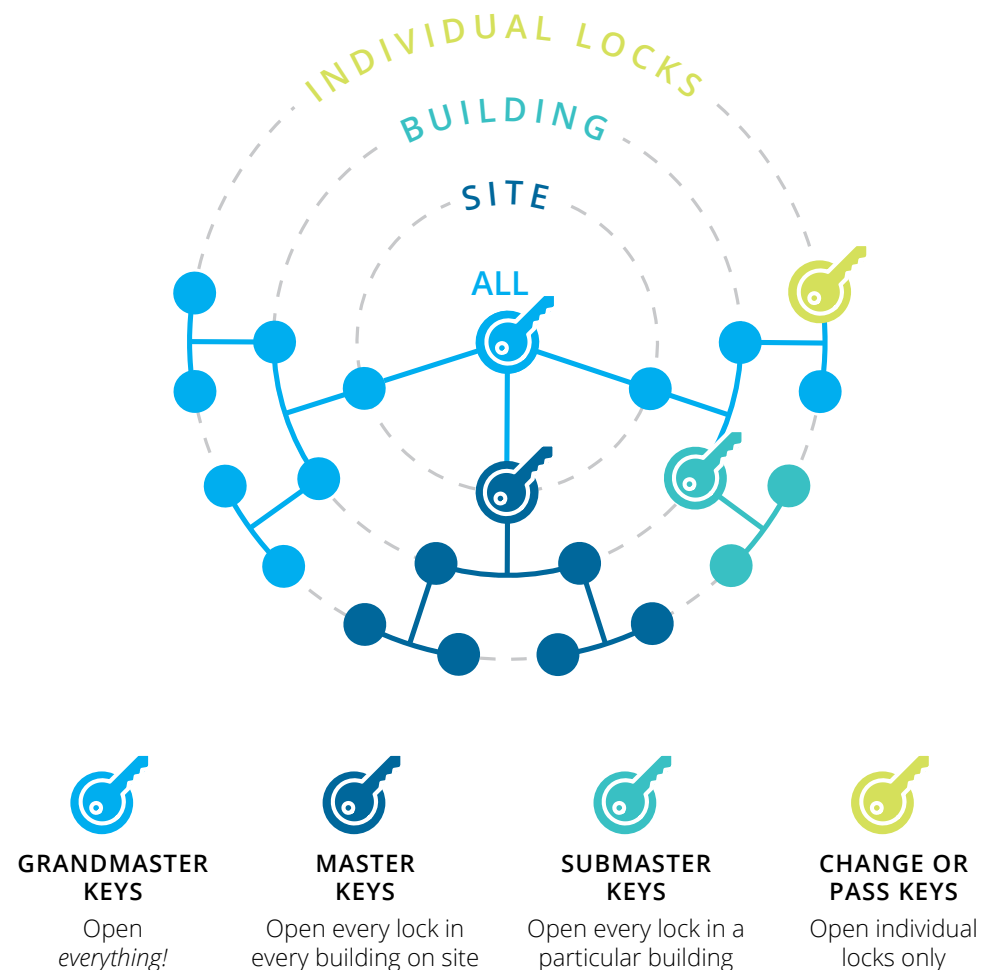 INDIVIDUAL LOCKS
BUILDING
SITE
ALL
GRANDMASTER
KEYS
Open
everything!
MASTER
KEYS
Open every lock in
every building on site
SUBMASTER
KEYS
Open every lock in a
particular building
CHANGE OR
PASS KEYS
Open individual
locks only